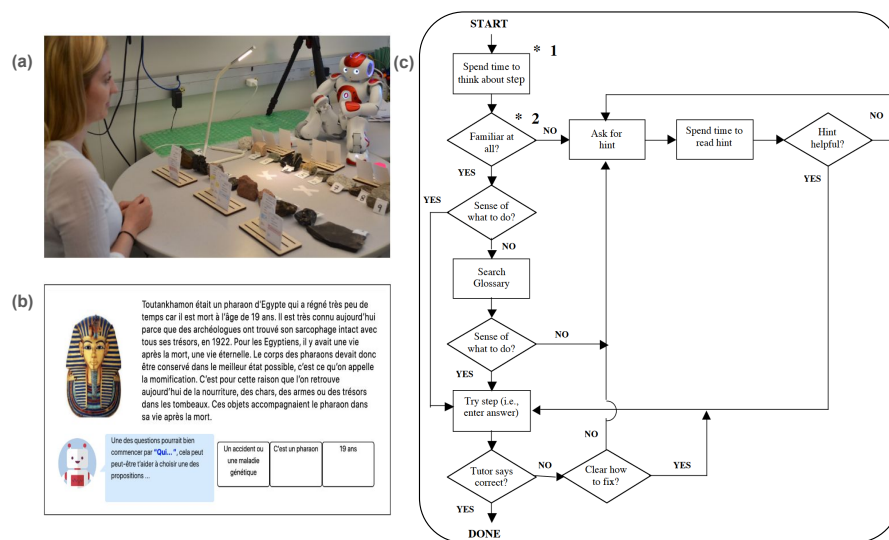 (a)
(b)
Toutankhamon était un pharaon d'Egypte qui a régné très peu de
temps car il est mort à l'âge de 19 ans. Il est très connu aujourd'hui
parce que des archéologues ont trouvé son sarcophage intact avec
tous ses trésors, en 1922. Pour les Egyptiens, il y avait une vie
après la mort, une vie éternelle. Le corps des pharaons devait donc
être conservé dans le meilleur état possible, c'est ce qu'on appelle
la momification. C'est pour cette raison que l'on retrouve
aujourd'hui de la nourriture, des chars, des armes ou des trésors
dans les tombeaux. Ces objets accompagnaient le pharaon dans
sa vie après la mort.
Une des questions pourrait bien
commencer par "Qui...", cela peut
peut-être t'aider à choisir une des
propositions ...
Un accident ou
une maladie
génétique
C'est un pharaon
19 ans
(c)
START
* 1
Spend time to
think about step
* 2
Familiar at
all?
NO
Ask for
hint
Spend time to
read hint
Hint
helpful?
NO
YES
YES
YES
Sense of
what to do?
NO
Search
Glossary
Sense of
what to do?
NO
YES
Try step (i.e.,
enter answer)
NO
Tutor says
correct?
NO
Clear how
to fix?
YES
YES
DONE